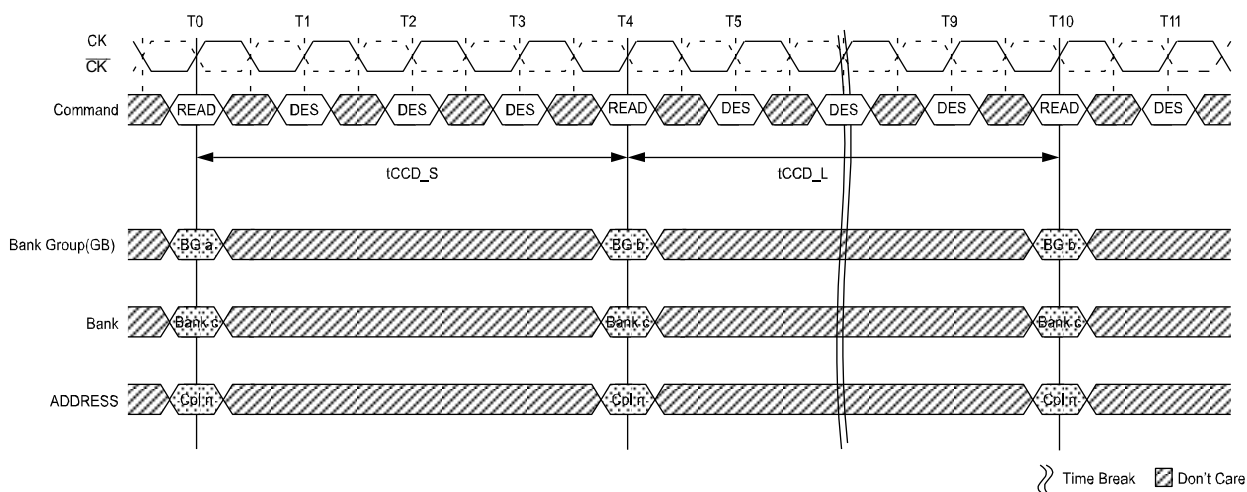 T0 T1 T2 T3 T4 T5 T9 T10 T11
CK
CK
Command READ DES DES DES READ DES DES DES READ DES
tCCD_S tCCD_L
Bank Group(GB) BG a BG b BG b
Bank Bank c Bank c Bank c
ADDRESS Col n Col n Col n
Time Break Don't Care